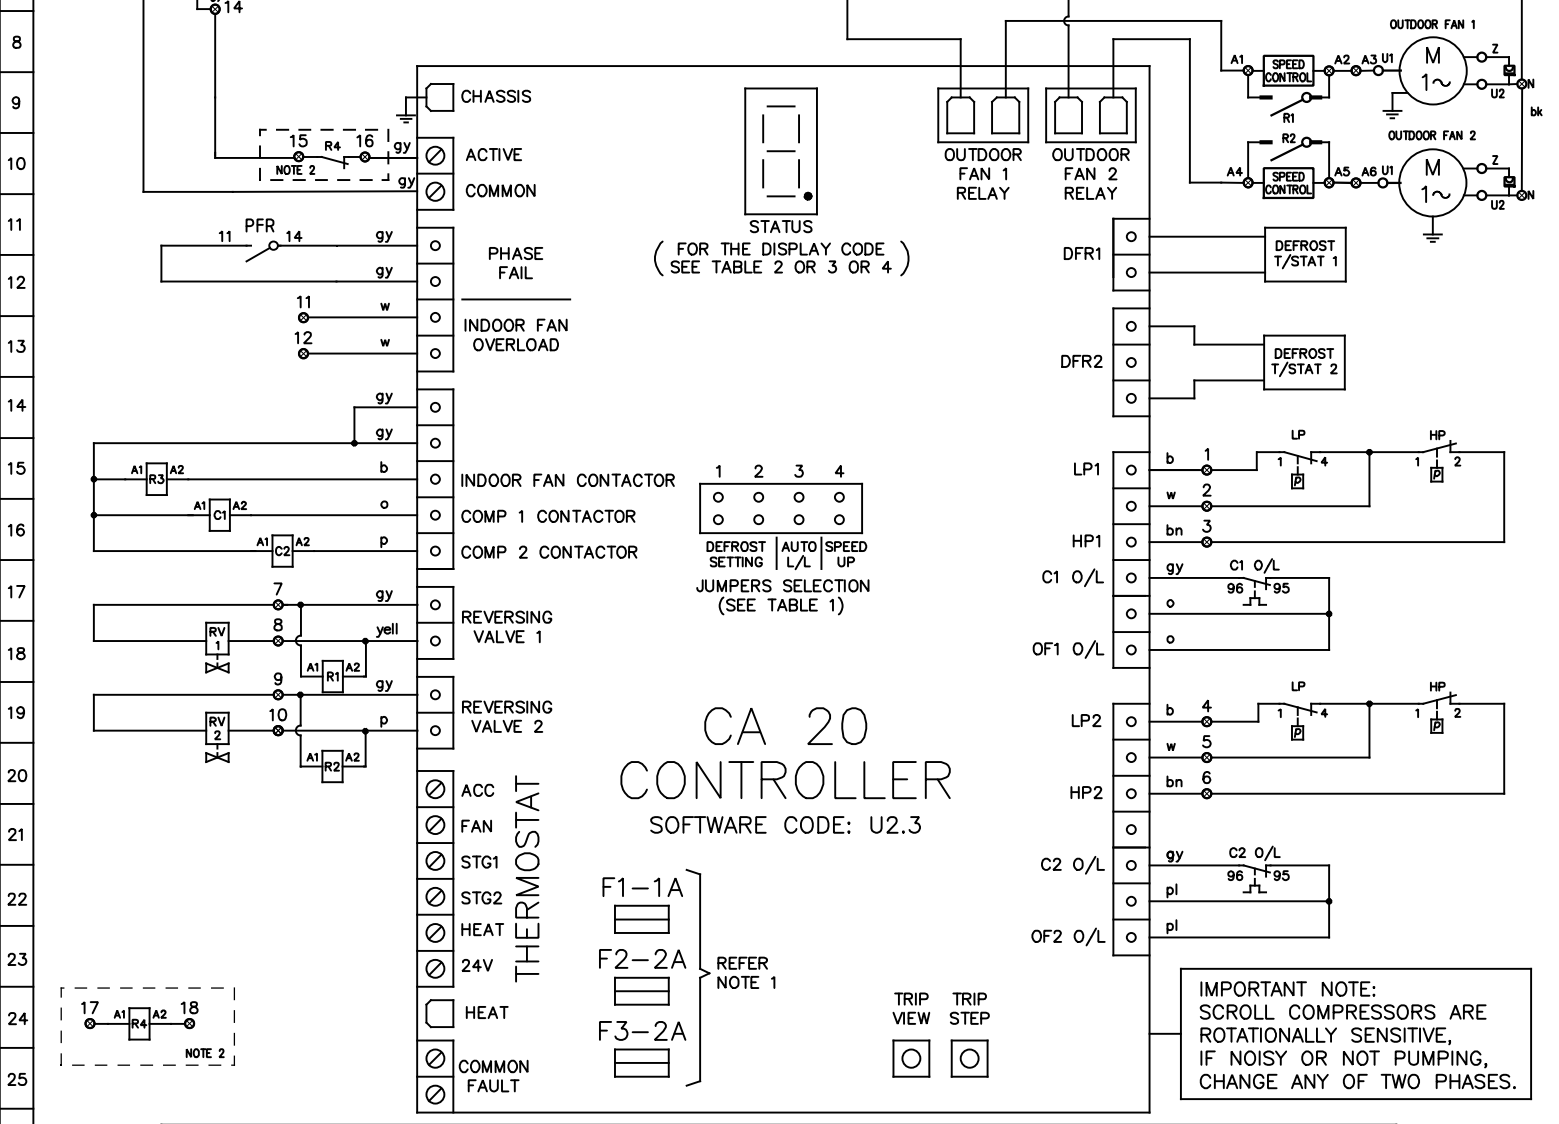 8
9
10
11
12
13
14
15
16
17
18
19
20
21
22
23
24
25
14
CHASSIS
15 R4 16 gy
NOTE 2
ACTIVE
gy COMMON
PFR
11 14 gy
gy
PHASE
FAIL
11 w
12 w
INDOOR FAN
OVERLOAD
gy
gy
A1 R3 A2 b INDOOR FAN CONTACTOR
A1 C1 A2 o COMP 1 CONTACTOR
A1 C2 A2 p COMP 2 CONTACTOR
7 gy
8 yell
RV
1
REVERSING
VALVE 1
A1 R1 A2
9 gy
10 p
RV
2
REVERSING
VALVE 2
A1 R2 A2
ACC
FAN
STG1
STG2
HEAT
24V
THERMOSTAT
HEAT
COMMON
FAULT
17 A1 R4 A2 18
NOTE 2
STATUS
( FOR THE DISPLAY CODE
SEE TABLE 2 OR 3 OR 4 )
OUTDOOR
FAN 1
RELAY
OUTDOOR
FAN 2
RELAY
1 2 3 4
DEFROST
SETTING
AUTO
L/L
SPEED
UP
JUMPERS SELECTION
(SEE TABLE 1)
CA 20
CONTROLLER
SOFTWARE CODE: U2.3
F1-1A
F2-2A
F3-2A
REFER
NOTE 1
TRIP
VIEW
TRIP
STEP
OUTDOOR FAN 1
A1 SPEED
CONTROL
A2 A3 U1 M
1~
Z
U2
N
bk
R1
OUTDOOR FAN 2
R2
A4 SPEED
CONTROL
A5 A6 U1 M
1~
Z
U2
N
DFR1
DEFROST
T/STAT 1
DFR2
DEFROST
T/STAT 2
LP1 b 1
LP
1 4
P
HP
1 2
P
w 2
HP1 bn 3
C1 O/L gy
C1 O/L
96 95
o
OF1 O/L o
LP2 b 4
LP
1 4
P
HP
1 2
P
w 5
HP2 bn 6
C2 O/L gy
C2 O/L
96 95
pl
OF2 O/L pl
IMPORTANT NOTE:
SCROLL COMPRESSORS ARE
ROTATIONALLY SENSITIVE,
IF NOISY OR NOT PUMPING,
CHANGE ANY OF TWO PHASES.